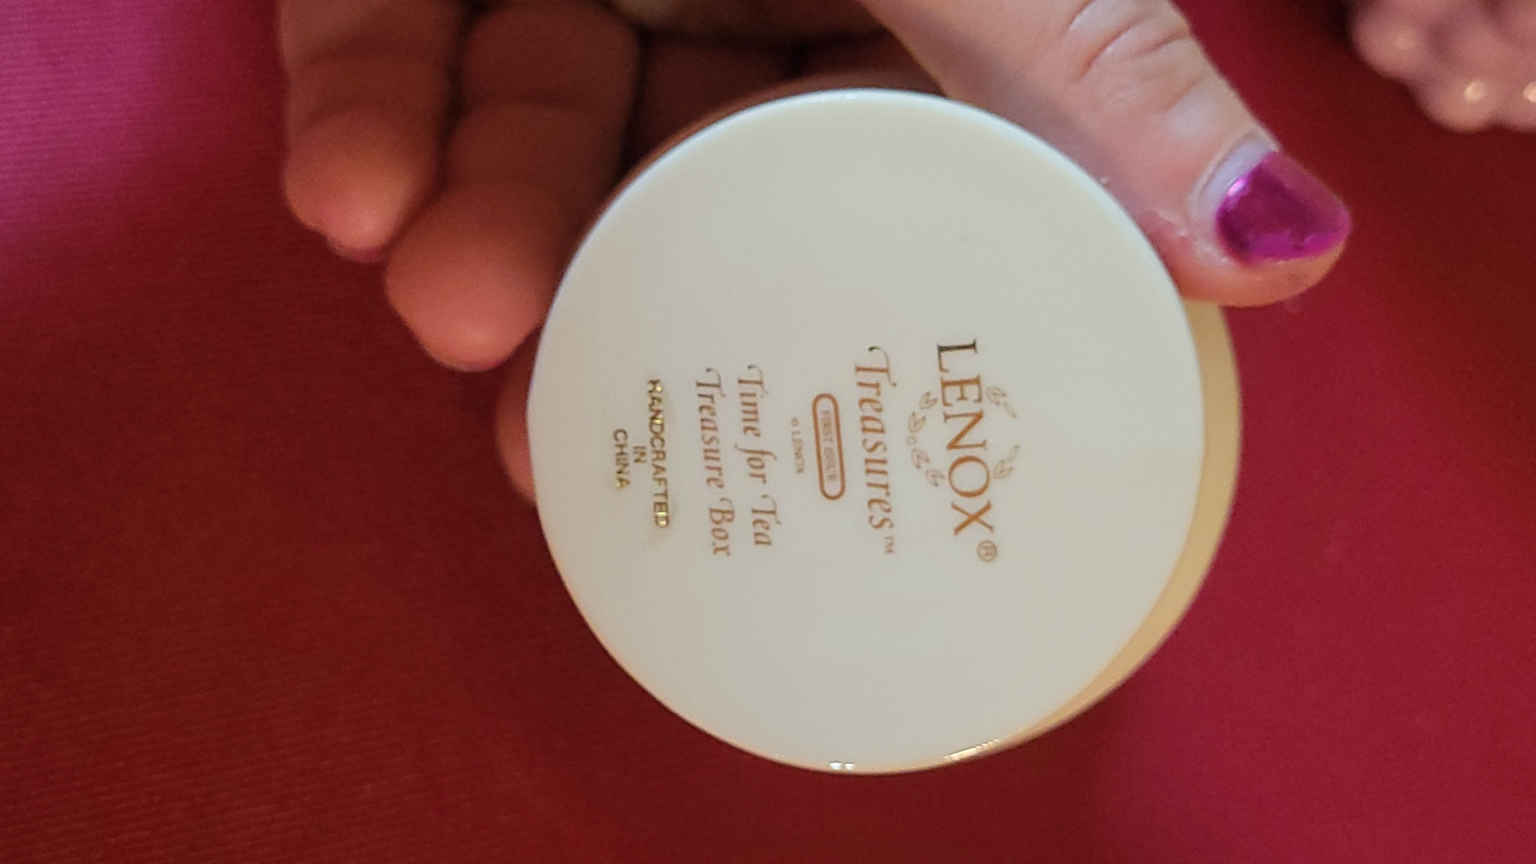 LENOX®
Treasures™
FIRST ISSUE
© LENOX
Time for Tea
Treasure Box
HANDCRAFTED
IN
CHINA